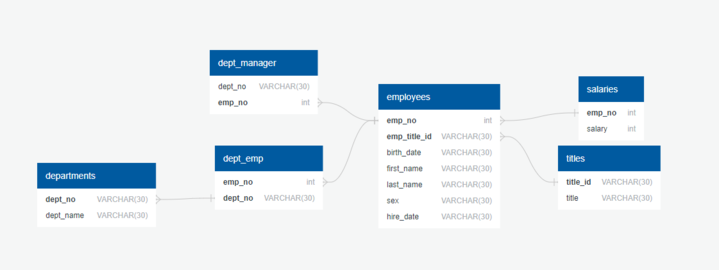 dept_manager
dept_no VARCHAR(30)
emp_no int
employees
emp_no int
emp_title_id VARCHAR(30)
birth_date VARCHAR(30)
first_name VARCHAR(30)
last_name VARCHAR(30)
sex VARCHAR(30)
hire_date VARCHAR(30)
salaries
emp_no int
salary int
departments
dept_no VARCHAR(30)
dept_name VARCHAR(30)
dept_emp
emp_no int
dept_no VARCHAR(30)
titles
title_id VARCHAR(30)
title VARCHAR(30)